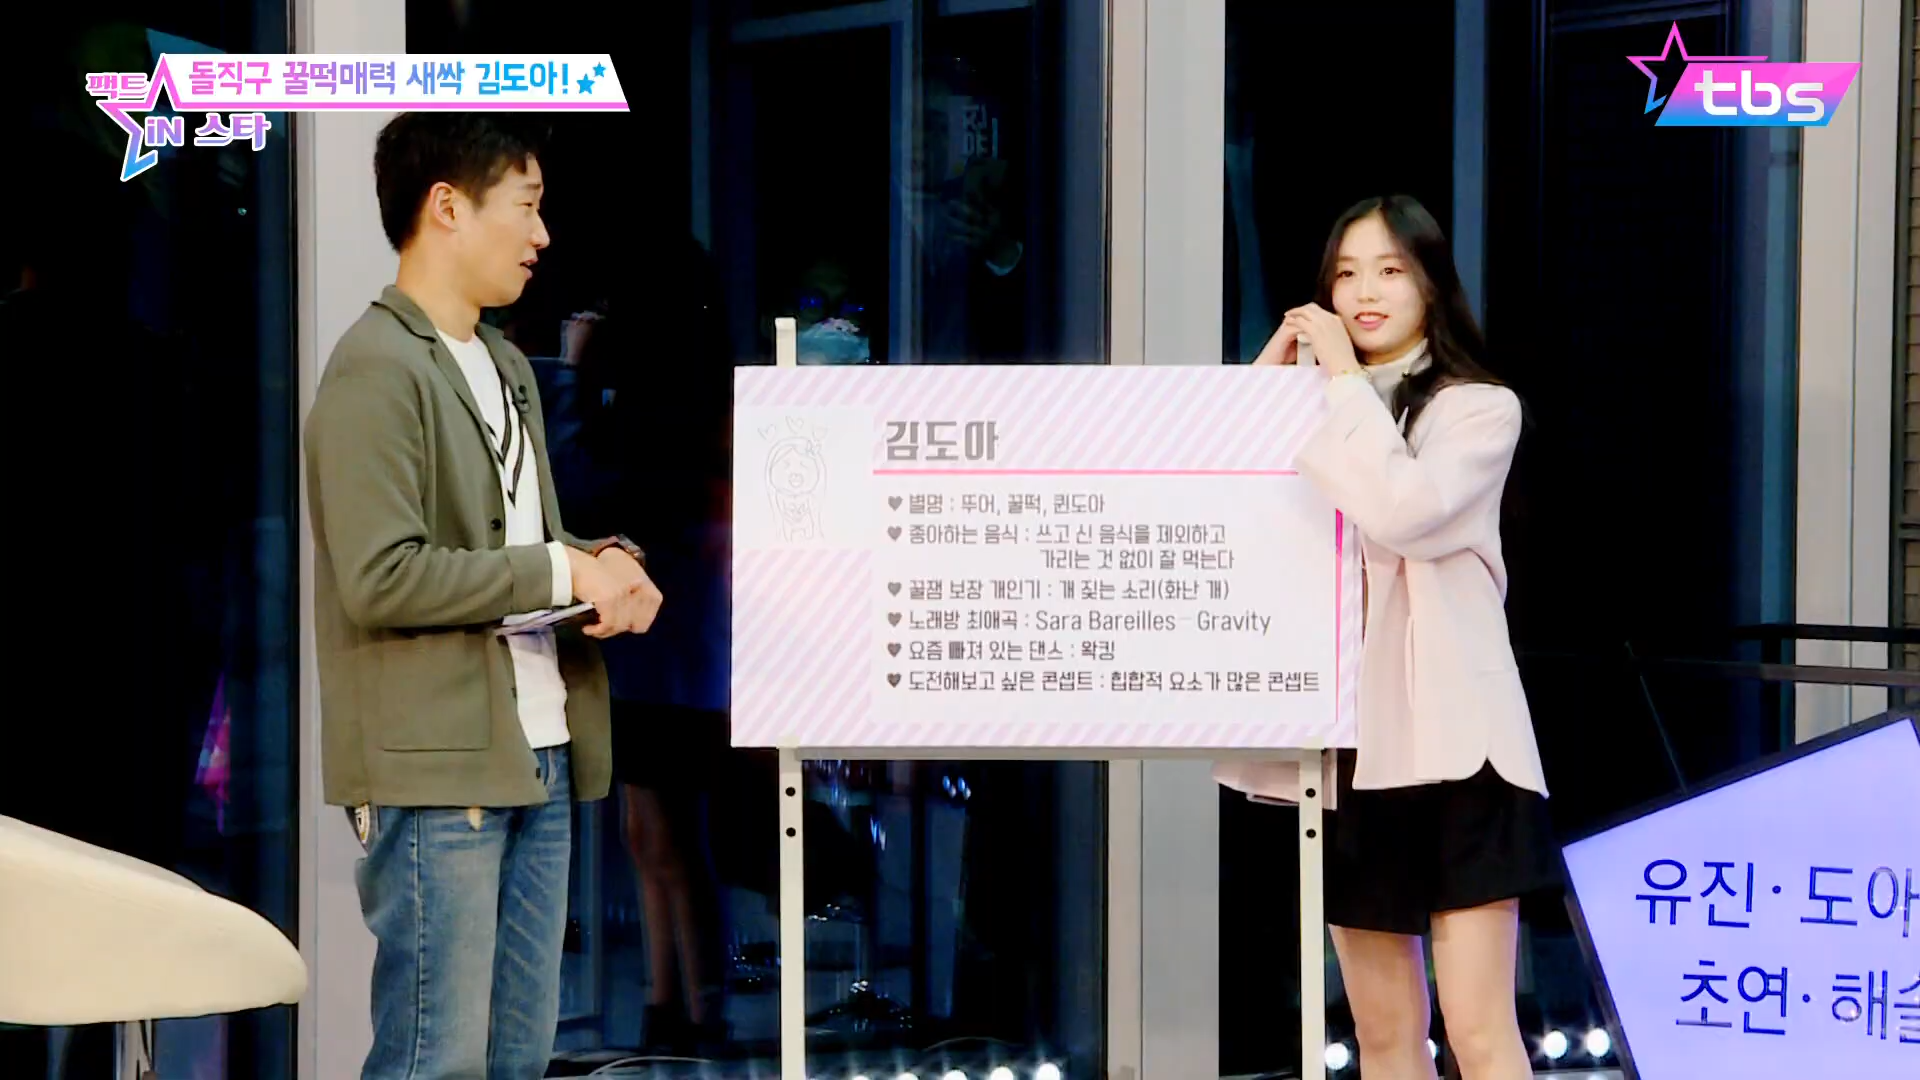 팩트 iN 스타
돌직구 꿀떡매력 새싹 김도아!
tbs
김도아
♥ 별명 : 뚜어, 꿀떡, 퀸도아
♥ 좋아하는 음식 : 쓰고 신 음식을 제외하고
가리는 것 없이 잘 먹는다
♥ 꿀잼 보장 개인기 : 개 짖는 소리(화난 개)
♥ 노래방 최애곡 : Sara Bareilles - Gravity
♥ 요즘 빠져 있는 댄스 : 왁킹
♥ 도전해보고 싶은 콘셉트 : 힙합적 요소가 많은 콘셉트
유진· 도아
초연· 해슬